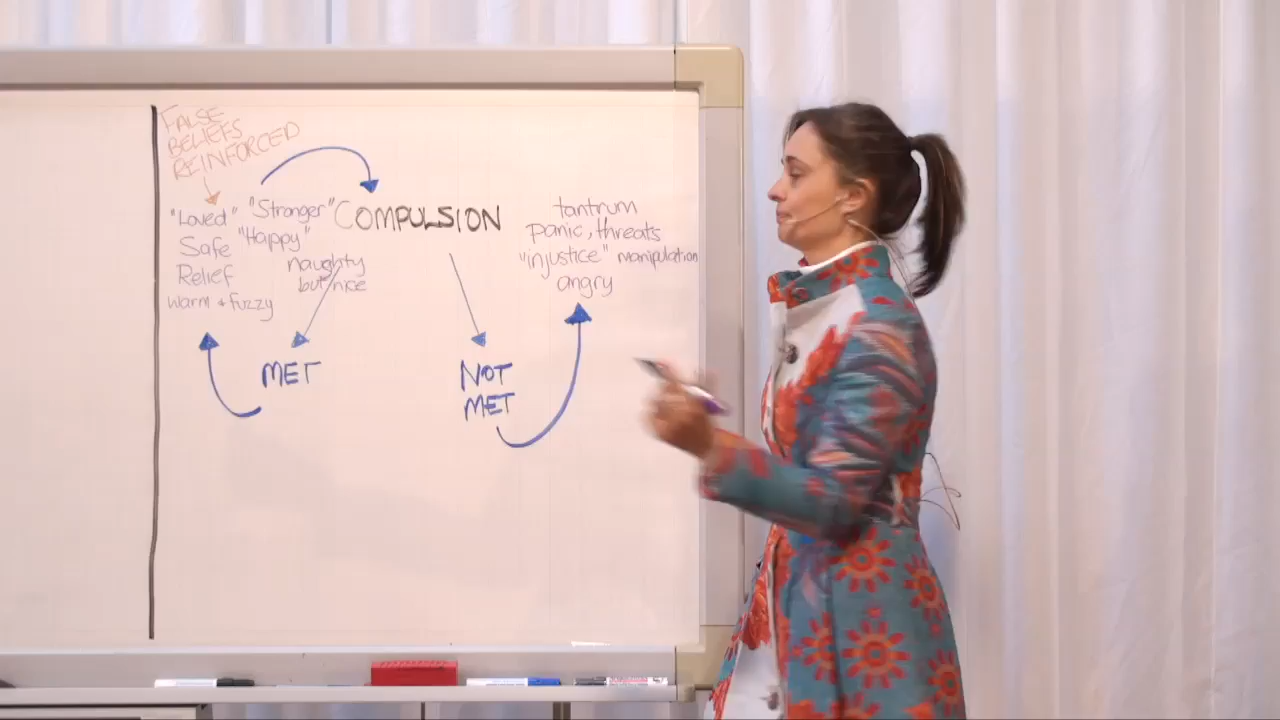 FALSE
BELIEFS
REINFORCED
"Loved" "Stronger"
Safe "Happy"
Relief
warm & fuzzy
naughty
but nice
COMPULSION
tantrum
panic, threats
"injustice" manipulation
angry
MET
NOT
MET